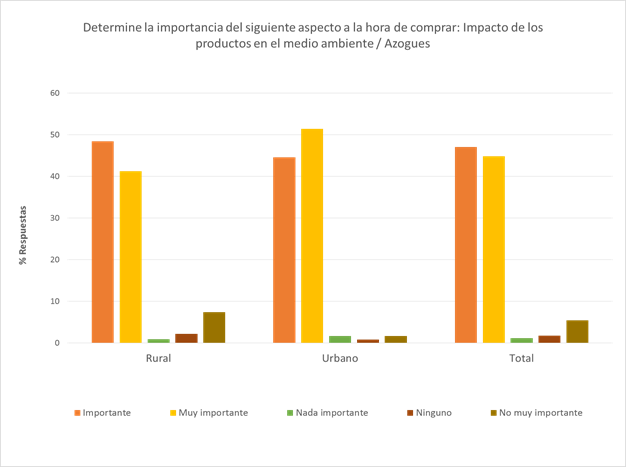 Determine la importancia del siguiente aspecto a la hora de comprar: Impacto de los
productos en el medio ambiente / Azogues
60
50
40
30
20
10
0
% Respuestas
Rural
Urbano
Total
Importante
Muy importante
Nada importante
Ninguno
No muy importante